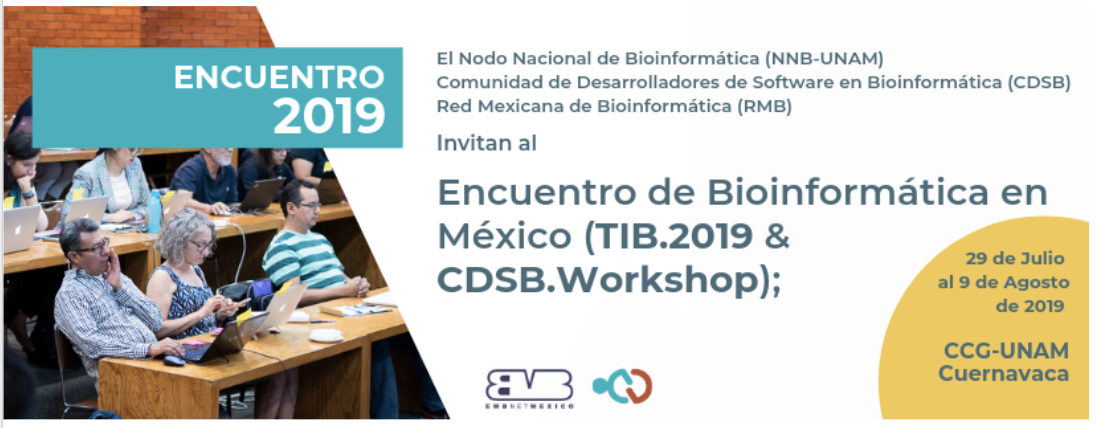 ENCUENTRO
2019
El Nodo Nacional de Bioinformática (NNB-UNAM)
Comunidad de Desarrolladores de Software en Bioinformática (CDSB)
Red Mexicana de Bioinformática (RMB)
Invitan al
Encuentro de Bioinformática en
México (TIB.2019 &
CDSB.Workshop);
29 de Julio
al 9 de Agosto
de 2019
CCG-UNAM
Cuernavaca
EMBNETMEXICO